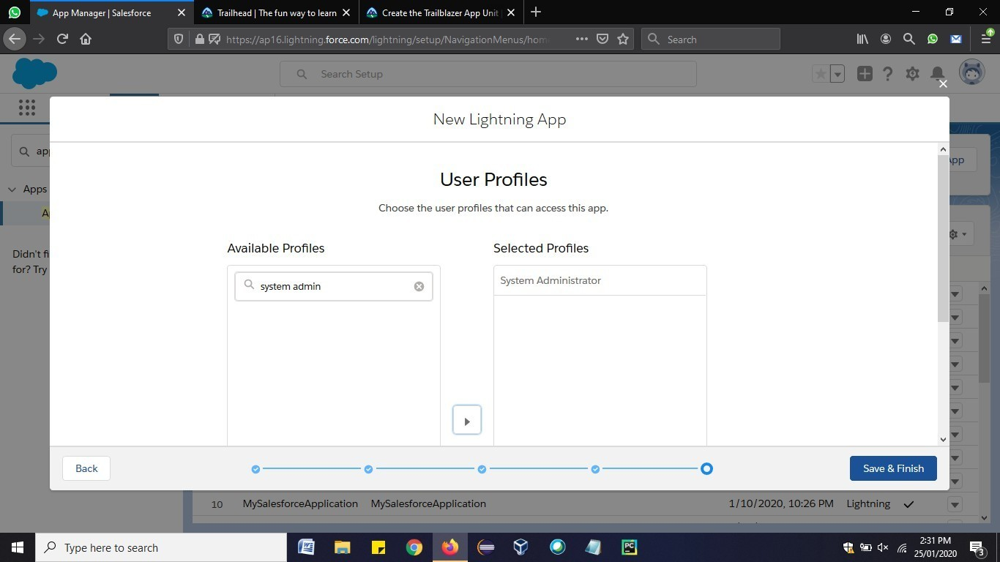 App Manager | Salesforce
Trailhead | The fun way to learn
Create the Trailblazer App Unit
https://ap16.lightning.force.com/lightning/setup/NavigationMenus/hom
Search
Search Setup
New Lightning App
app
App
User Profiles
Choose the user profiles that can access this app.
Apps
Didn't fi
for? Try
Available Profiles
Selected Profiles
system admin
System Administrator
Back
Save & Finish
10 MySalesforceApplication MySalesforceApplication 1/10/2020, 10:26 PM Lightning
Type here to search
PC
2:31 PM
25/01/2020
3